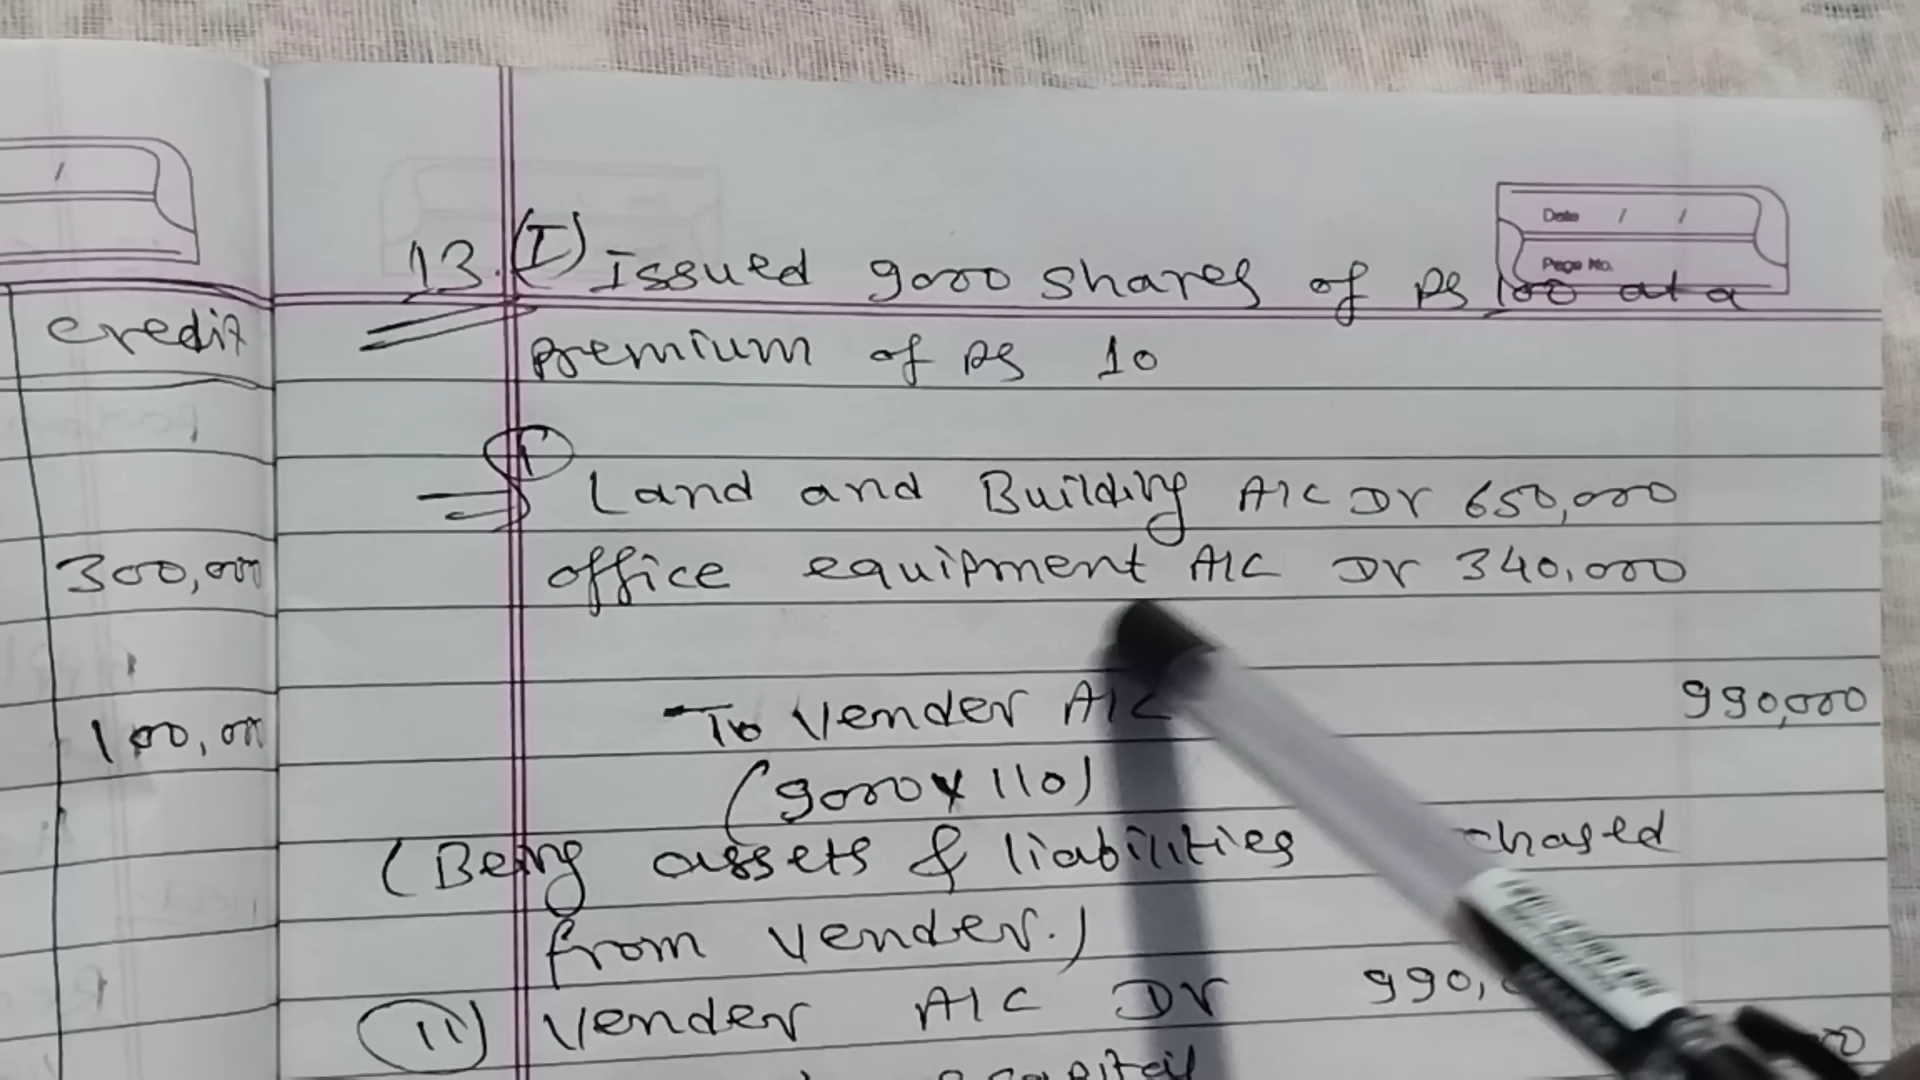 credit
300,000
100,000
Date / /
Page No.
13. (I) Issued 9000 shares of RS 100 at a
premium of RS 10
(i)
Land and Building A/C Dr 650,000
office equipment A/C Dr 340,000
To Vender A/C 990,000
(9000 x 110)
(Being assets & liabilities
from vender.)
(ii) Vender A/C Dr 990,
capital